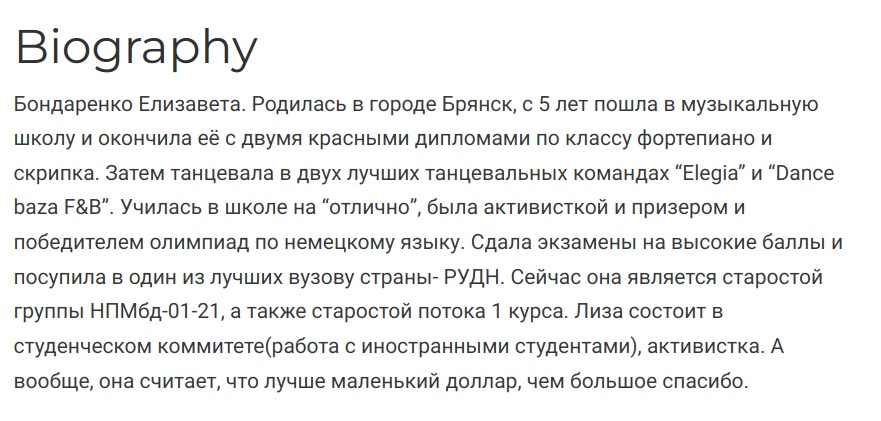 Biography
Бондаренко Елизавета. Родилась в городе Брянск, с 5 лет пошла в музыкальную
школу и окончила её с двумя красными дипломами по классу фортепиано и
скрипка. Затем танцевала в двух лучших танцевальных командах “Elegia” и “Dance
baza F&B”. Училась в школе на “отлично”, была активисткой и призером и
победителем олимпиад по немецкому языку. Сдала экзамены на высокие баллы и
посупила в один из лучших вузову страны- РУДН. Сейчас она является старостой
группы НПМбд-01-21, а также старостой потока 1 курса. Лиза состоит в
студенческом коммитете(работа с иностранными студентами), активистка. А
вообще, она считает, что лучше маленький доллар, чем большое спасибо.